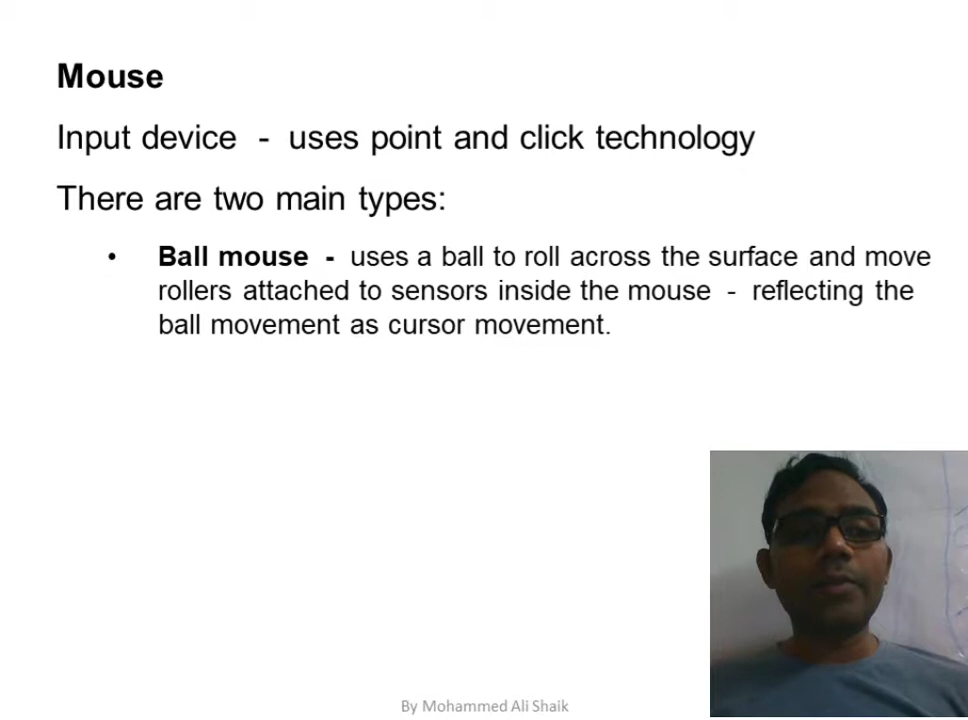 Mouse
Input device - uses point and click technology
There are two main types:
• Ball mouse - uses a ball to roll across the surface and move
rollers attached to sensors inside the mouse - reflecting the
ball movement as cursor movement.
By Mohammed Ali Shaik